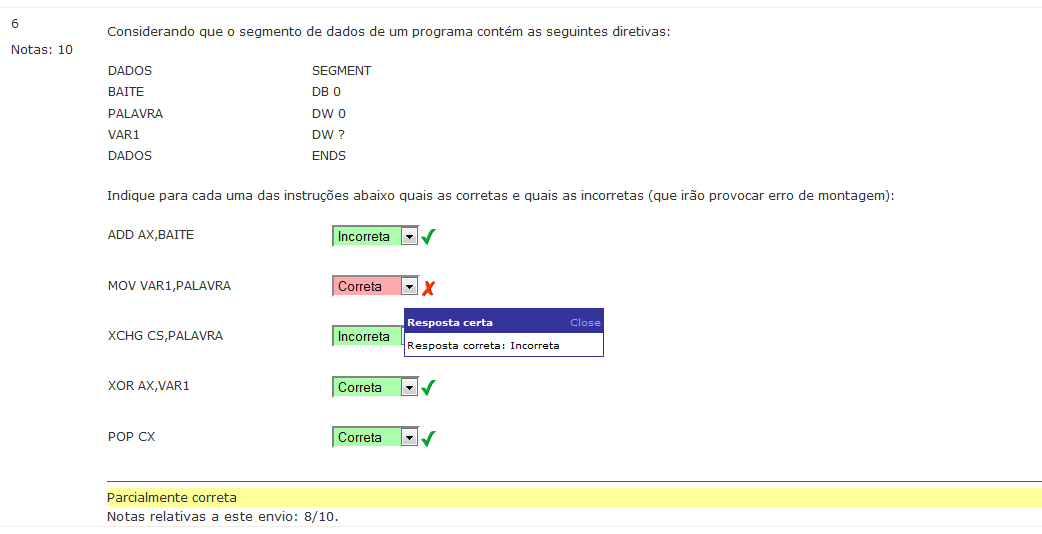 6
Notas: 10
Considerando que o segmento de dados de um programa contém as seguintes diretivas:
DADOS SEGMENT
BAITE DB 0
PALAVRA DW 0
VAR1 DW ?
DADOS ENDS
Indique para cada uma das instruções abaixo quais as corretas e quais as incorretas (que irão provocar erro de montagem):
ADD AX,BAITE Incorreta
MOV VAR1,PALAVRA Correta
Resposta certa Close
XCHG CS,PALAVRA Incorreta
Resposta correta: Incorreta
XOR AX,VAR1 Correta
POP CX Correta
Parcialmente correta
Notas relativas a este envio: 8/10.